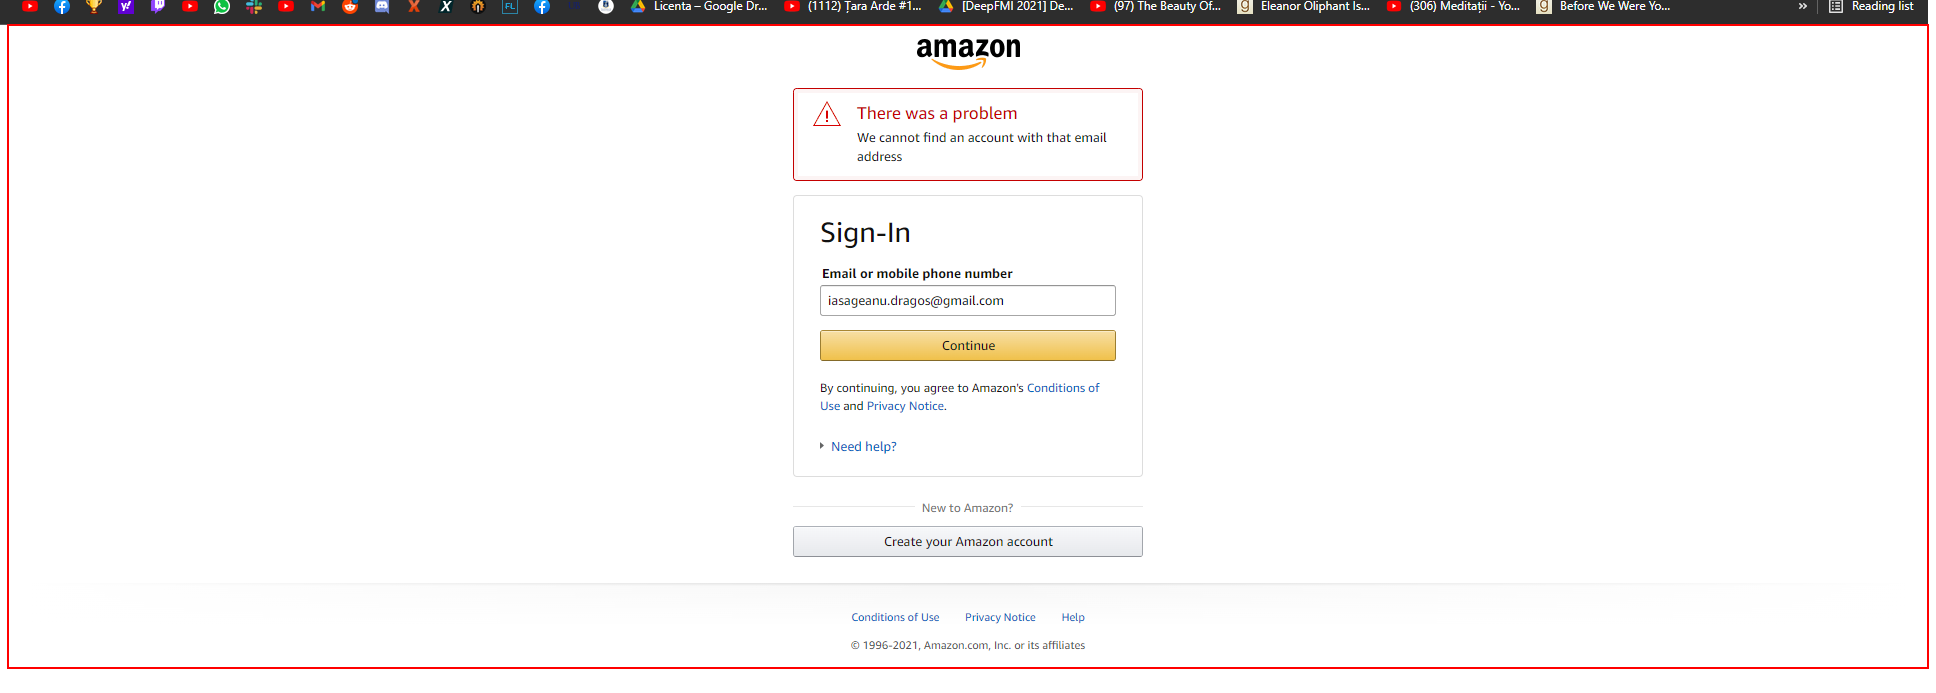 Licenta – Google Dr...
(1112) Țara Arde #1...
[DeepFMI 2021] De...
(97) The Beauty Of...
Eleanor Oliphant Is...
(306) Meditații - Yo...
Before We Were Yo...
»
Reading list
amazon
There was a problem
We cannot find an account with that email
address
Sign-In
Email or mobile phone number
iasageanu.dragos@gmail.com
Continue
By continuing, you agree to Amazon's Conditions of
Use and Privacy Notice.
Need help?
New to Amazon?
Create your Amazon account
Conditions of Use
Privacy Notice
Help
© 1996-2021, Amazon.com, Inc. or its affiliates